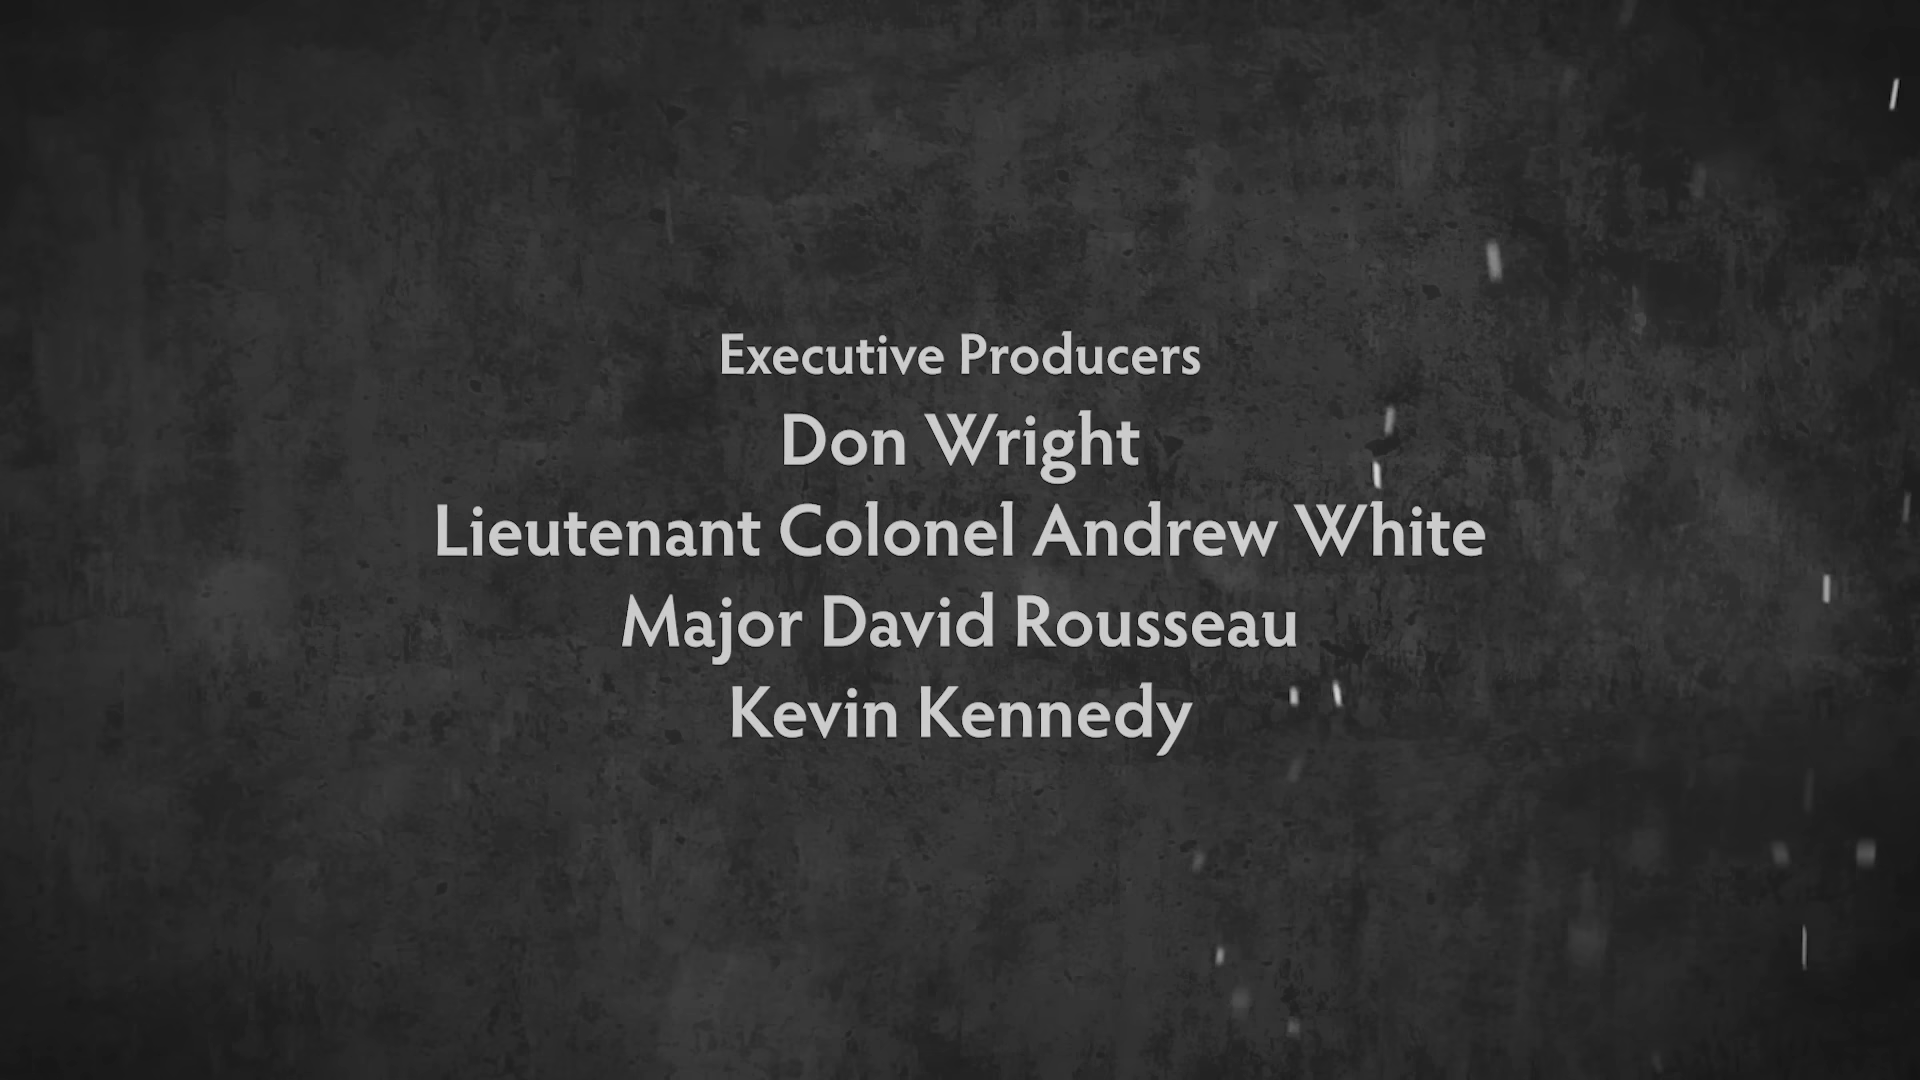 Executive Producers
Don Wright
Lieutenant Colonel Andrew White
Major David Rousseau
Kevin Kennedy